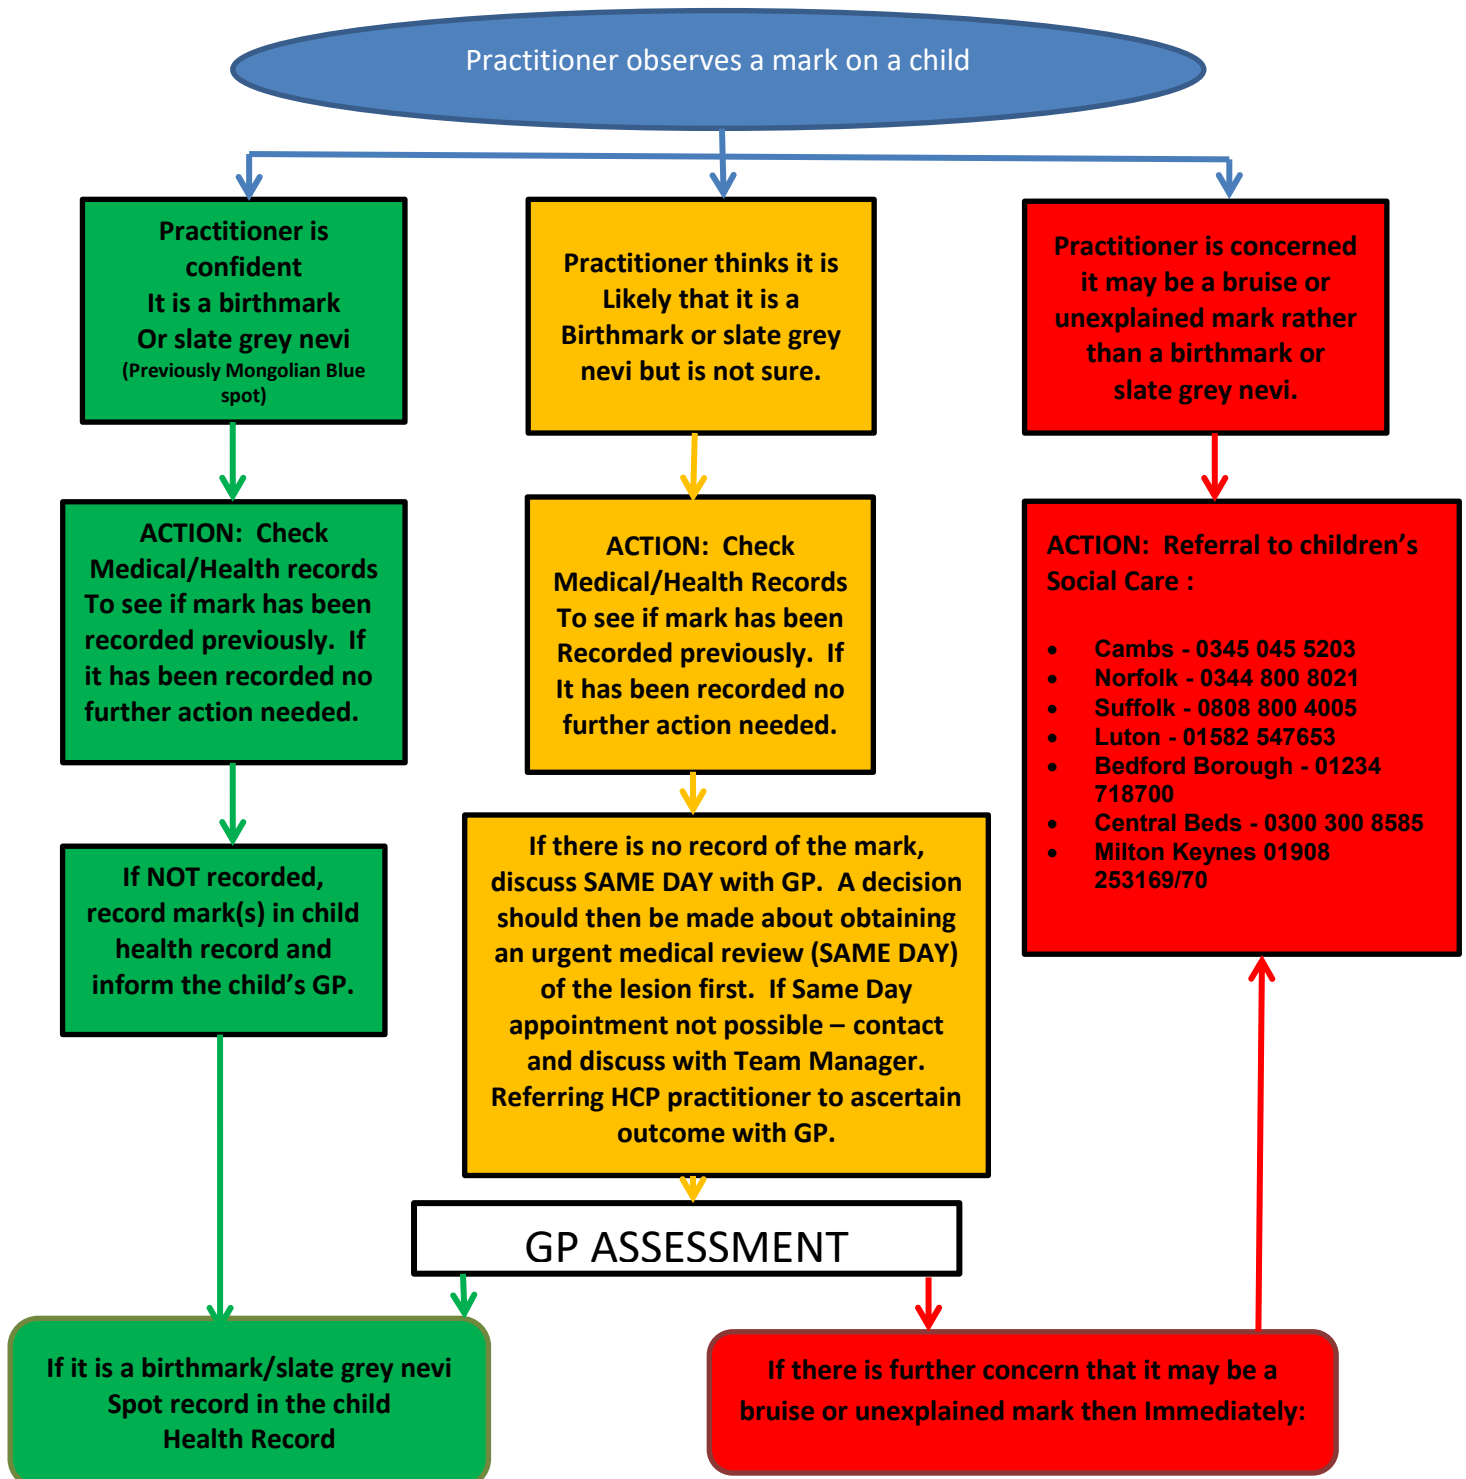 Practitioner observes a mark on a child
Practitioner is
confident
It is a birthmark
Or slate grey nevi
(Previously Mongolian Blue
spot)
Practitioner thinks it is
Likely that it is a
Birthmark or slate grey
nevi but is not sure.
Practitioner is concerned
it may be a bruise or
unexplained mark rather
than a birthmark or
slate grey nevi.
ACTION: Check
Medical/Health records
To see if mark has been
recorded previously. If
it has been recorded no
further action needed.
ACTION: Check
Medical/Health Records
To see if mark has been
Recorded previously. If
It has been recorded no
further action needed.
ACTION: Referral to children's
Social Care :
• Cambs - 0345 045 5203
• Norfolk - 0344 800 8021
• Suffolk - 0808 800 4005
• Luton - 01582 547653
• Bedford Borough - 01234
718700
• Central Beds - 0300 300 8585
• Milton Keynes 01908
253169/70
If NOT recorded,
record mark(s) in child
health record and
inform the child's GP.
If there is no record of the mark,
discuss SAME DAY with GP. A decision
should then be made about obtaining
an urgent medical review (SAME DAY)
of the lesion first. If Same Day
appointment not possible – contact
and discuss with Team Manager.
Referring HCP practitioner to ascertain
outcome with GP.
GP ASSESSMENT
If it is a birthmark/slate grey nevi
Spot record in the child
Health Record
If there is further concern that it may be a
bruise or unexplained mark then Immediately: